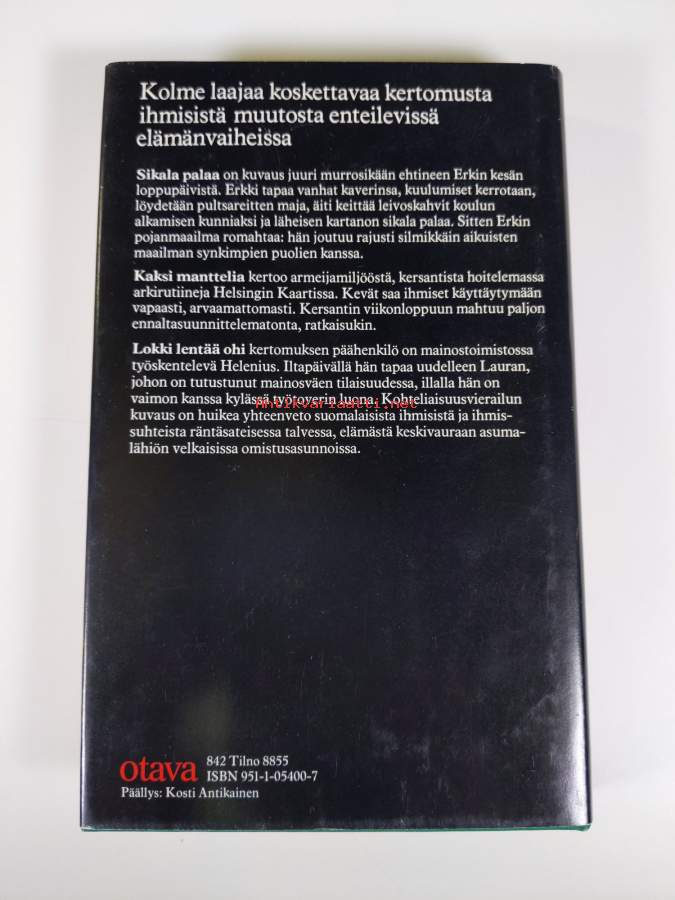 Kolme laajaa koskettavaa kertomusta
ihmisistä muutosta enteilevissä
elämänvaiheissa
Sikala palaa on kuvaus juuri murrosikään ehtineen Erkin kesän
loppupäivistä. Erkki tapaa vanhat kaverinsa, kuulumiset kerrotaan,
löydetään pultsareitten maja, äiti keittää leivoskahvit koulun
alkamisen kunniaksi ja läheisen kartanon sikala palaa. Sitten Erkin
pojanmaailma romahtaa: hän joutuu rajusti silmikkäin aikuisten
maailman synkimpien puolien kanssa.
Kaksi manttelia kertoo armeijamiljööstä, kersantista hoitelemassa
arkirutiineja Helsingin Kaartissa. Kevät saa ihmiset käyttäytymään
vapaasti, arvaamattomasti. Kersantin viikonloppuun mahtuu paljon
ennaltasuunnittelematonta, ratkaisukin.
Lokki lentää ohi kertomuksen päähenkilö on mainostoimistossa
työskentelevä Helenius. Iltapäivällä hän tapaa uudelleen Lauran,
johon on tutustunut mainosväen tilaisuudessa, illalla hän on
vaimon kanssa kylässä työtoverin luona. Kohteliaisuusvierailun
Antikvariaatti.net
kuvaus on huikea yhteenveto suomalaisista ihmisistä ja ihmis-
suhteista räntäsateisessa talvessa, elämästä keskivauraan asuma-
lähiön velkaisissa omistusasunnoissa.
otava 842 Tilno 8855
ISBN 951-1-05400-7
Päällys: Kosti Antikainen